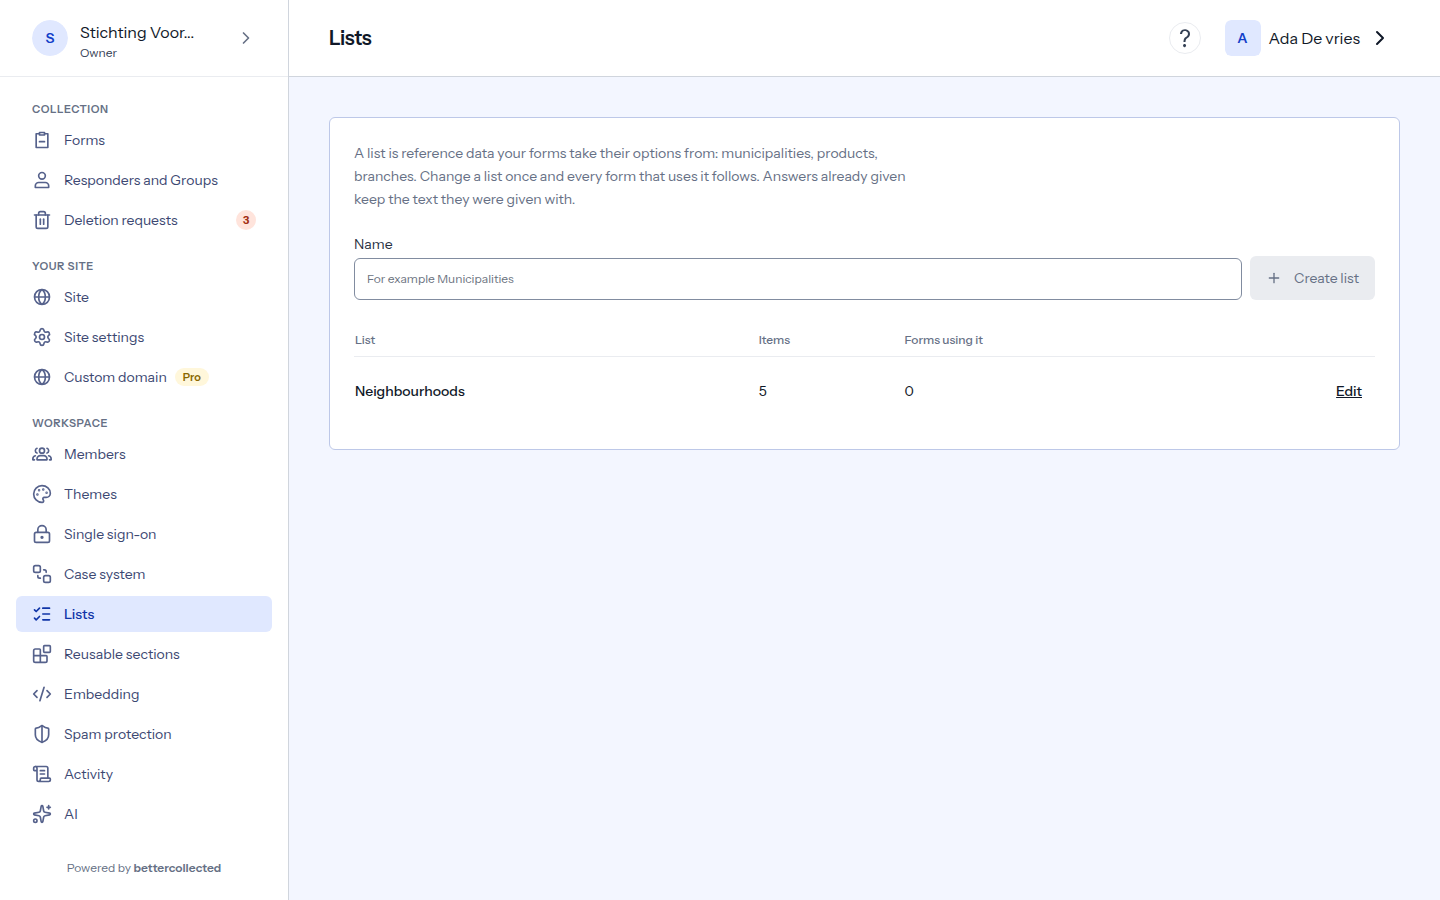 S
Stichting Voor...
Owner
COLLECTION
Forms
Responders and Groups
Deletion requests
3
YOUR SITE
Site
Site settings
Custom domain
Pro
WORKSPACE
Members
Themes
Single sign-on
Case system
Lists
Reusable sections
Embedding
Spam protection
Activity
AI
Powered by bettercollected
Lists
?
A
Ada De vries
A list is reference data your forms take their options from: municipalities, products,
branches. Change a list once and every form that uses it follows. Answers already given
keep the text they were given with.
Name
For example Municipalities
Create list
List
Items
Forms using it
Neighbourhoods
5
0
Edit